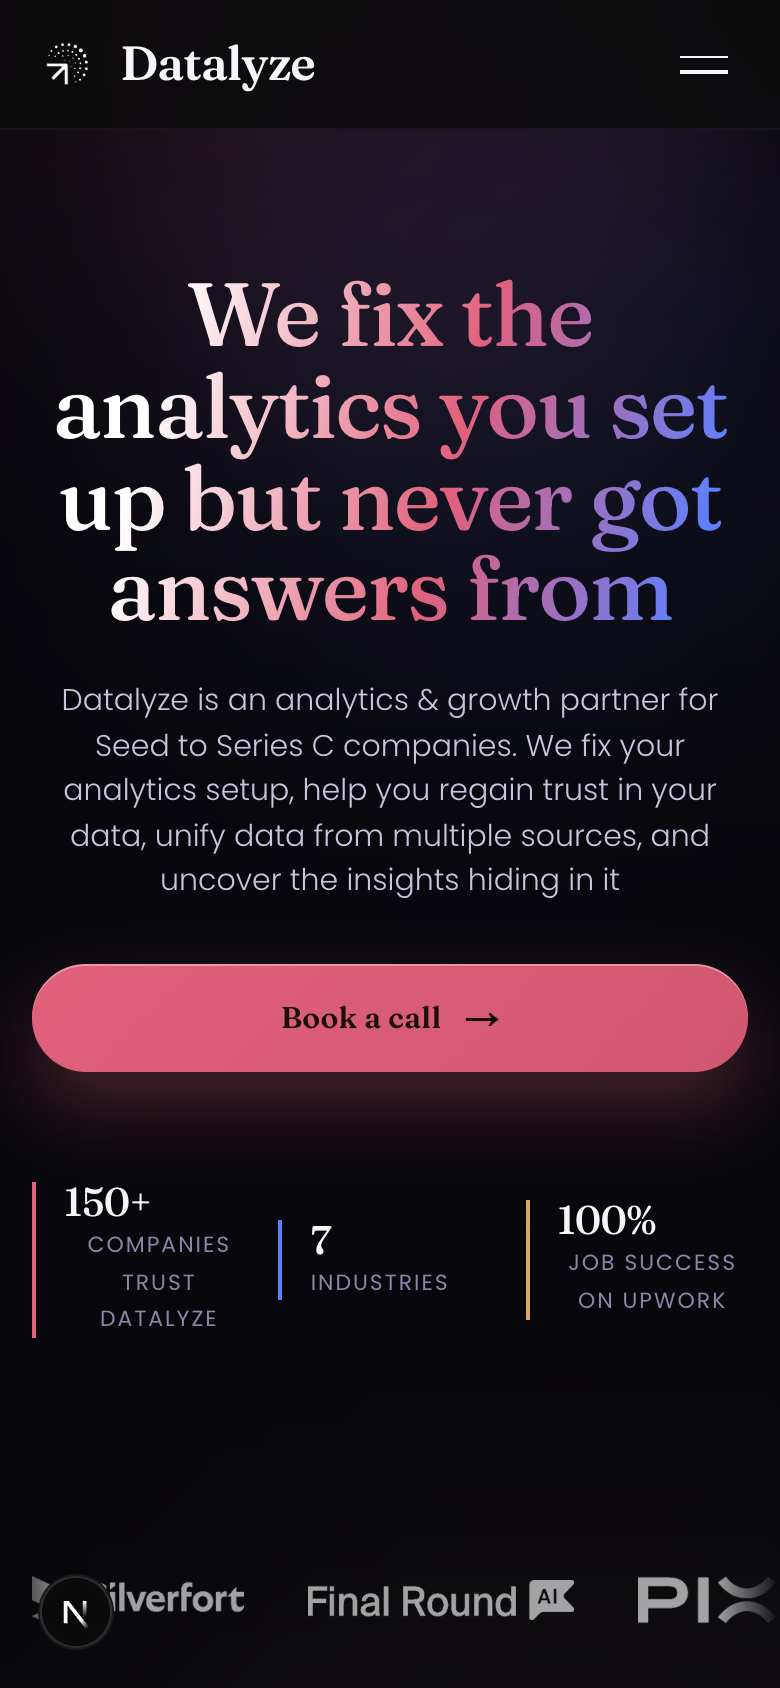 Datalyze
We fix the
analytics you set
up but never got
answers from
Datalyze is an analytics & growth partner for
Seed to Series C companies. We fix your
analytics setup, help you regain trust in your
data, unify data from multiple sources, and
uncover the insights hiding in it
Book a call →
150+
COMPANIES
TRUST
DATALYZE
7
INDUSTRIES
100%
JOB SUCCESS
ON UPWORK
ilverfort
Final Round AI
PIX
N